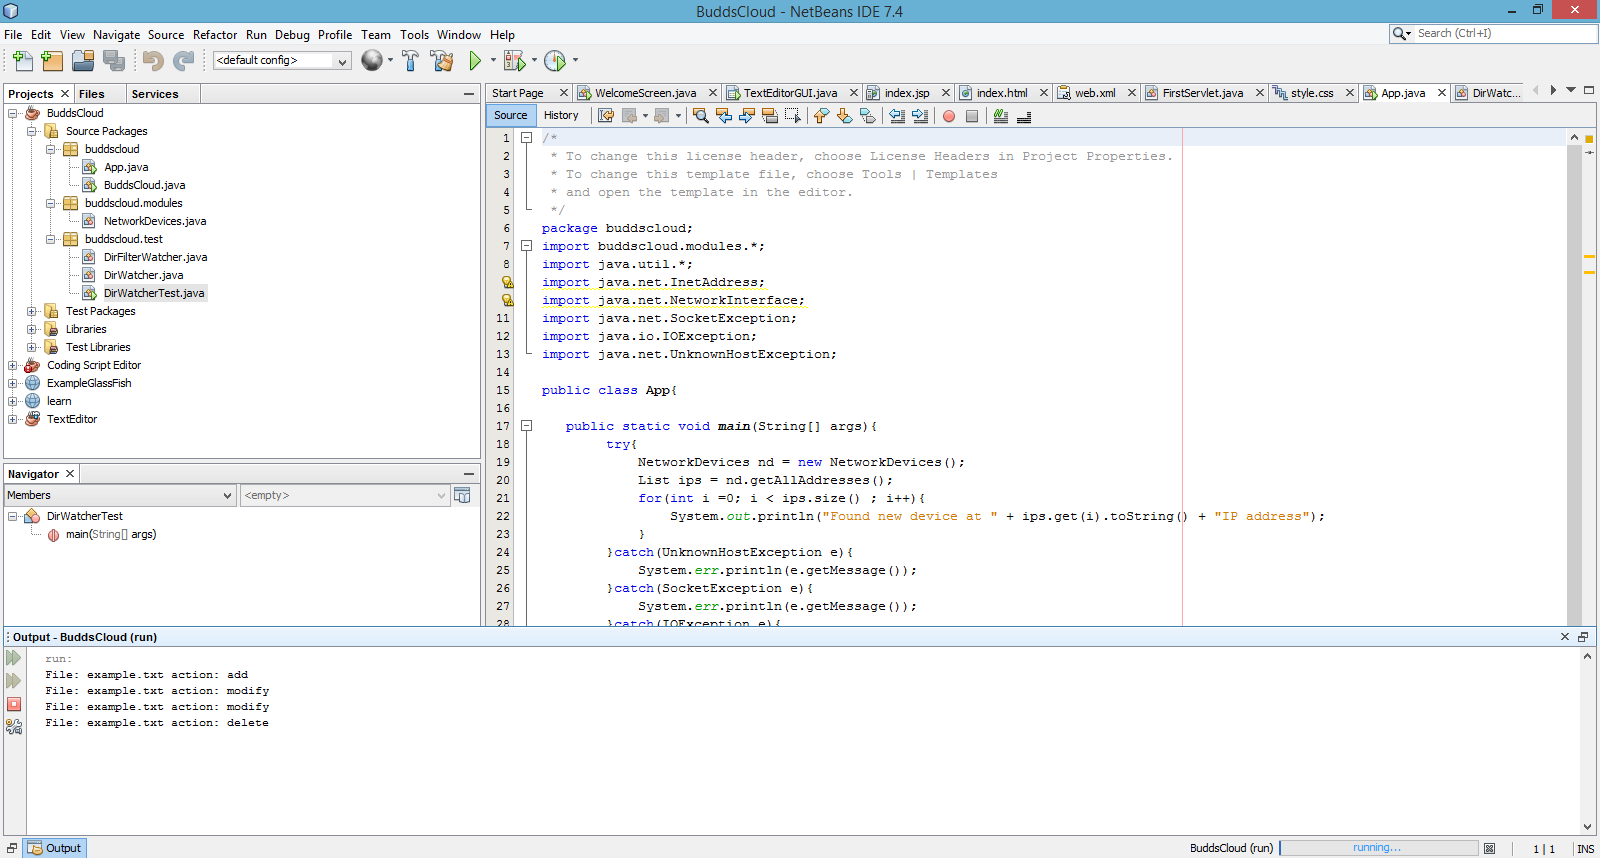 BuddsCloud - NetBeans IDE 7.4
File Edit View Navigate Source Refactor Run Debug Profile Team Tools Window Help
Search (Ctrl+I)
<default config>
Projects Files Services
BuddsCloud
Source Packages
buddscloud
App.java
BuddsCloud.java
buddscloud.modules
NetworkDevices.java
buddscloud.test
DirFilterWatcher.java
DirWatcher.java
DirWatcherTest.java
Test Packages
Libraries
Test Libraries
Coding Script Editor
ExampleGlassFish
learn
TextEditor
Navigator
Members <empty>
DirWatcherTest
main(String[] args)
Start Page WelcomeScreen.java TextEditorGUI.java index.jsp index.html web.xml FirstServlet.java style.css App.java DirWatc...
Source History
1 /*
2 * To change this license header, choose License Headers in Project Properties.
3 * To change this template file, choose Tools | Templates
4 * and open the template in the editor.
5 */
6 package buddscloud;
7 import buddscloud.modules.*;
8 import java.util.*;
import java.net.InetAddress;
import java.net.NetworkInterface;
11 import java.net.SocketException;
12 import java.io.IOException;
13 import java.net.UnknownHostException;
14
15 public class App{
16
17 public static void main(String[] args){
18 try{
19 NetworkDevices nd = new NetworkDevices();
20 List ips = nd.getAllAddresses();
21 for(int i =0; i < ips.size() ; i++){
22 System.out.println("Found new device at " + ips.get(i).toString() + "IP address");
23 }
24 }catch(UnknownHostException e){
25 System.err.println(e.getMessage());
26 }catch(SocketException e){
27 System.err.println(e.getMessage());
28 }catch(IOException e){
Output - BuddsCloud (run)
run:
File: example.txt action: add
File: example.txt action: modify
File: example.txt action: modify
File: example.txt action: delete
Output
BuddsCloud (run) running... 1 | 1 INS